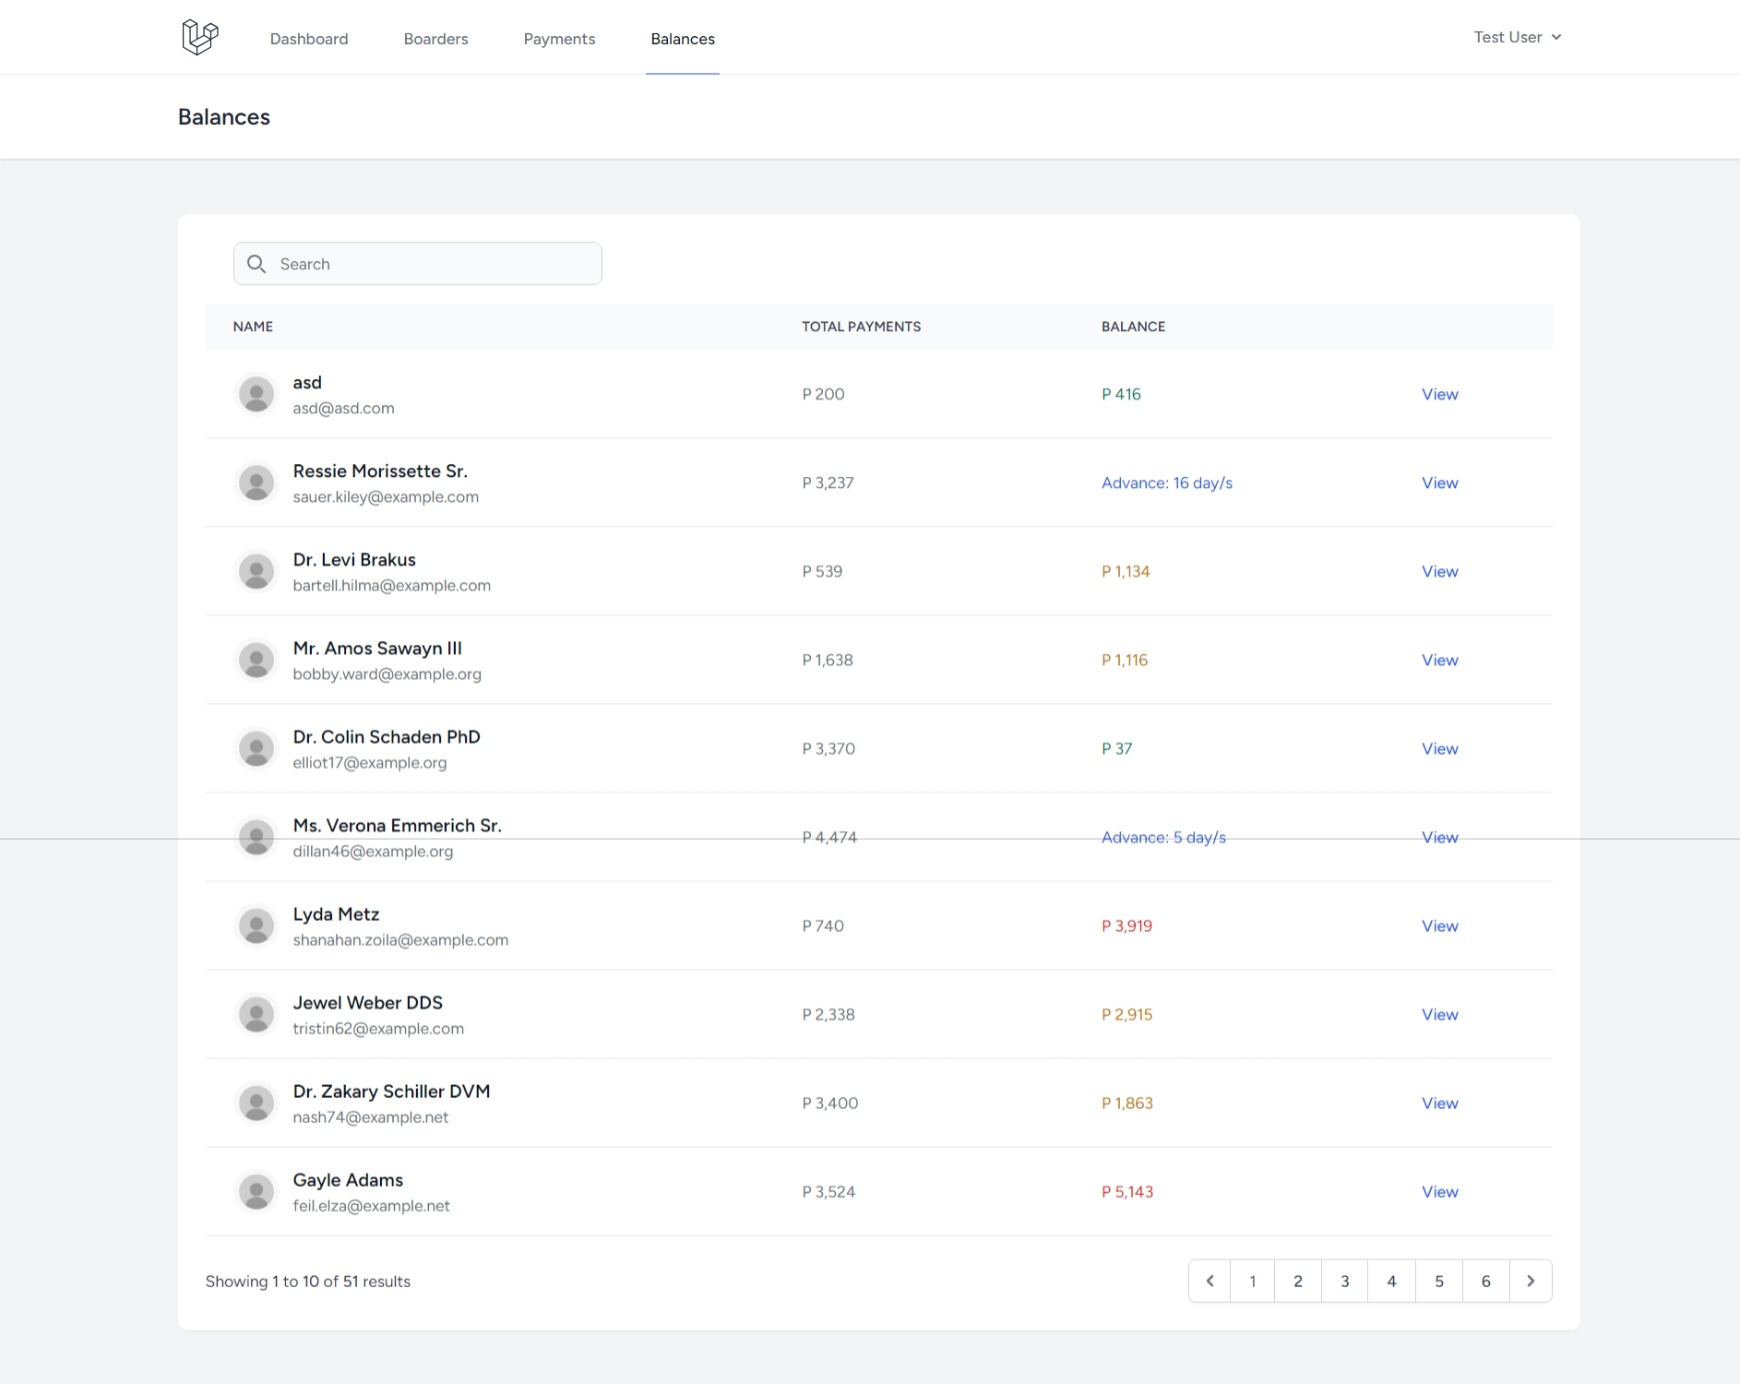 Dashboard Boarders Payments Balances Test User
Balances
Search
NAME TOTAL PAYMENTS BALANCE
asd
asd@asd.com
P 200 P 416 View
Ressie Morissette Sr.
sauer.kiley@example.com
P 3,237 Advance: 16 day/s View
Dr. Levi Brakus
bartell.hilma@example.com
P 539 P 1,134 View
Mr. Amos Sawayn III
bobby.ward@example.org
P 1,638 P 1,116 View
Dr. Colin Schaden PhD
elliot17@example.org
P 3,370 P 37 View
Ms. Verona Emmerich Sr.
dillan46@example.org
P 4,474 Advance: 5 day/s View
Lyda Metz
shanahan.zoila@example.com
P 740 P 3,919 View
Jewel Weber DDS
tristin62@example.com
P 2,338 P 2,915 View
Dr. Zakary Schiller DVM
nash74@example.net
P 3,400 P 1,863 View
Gayle Adams
feil.elza@example.net
P 3,524 P 5,143 View
Showing 1 to 10 of 51 results 1 2 3 4 5 6